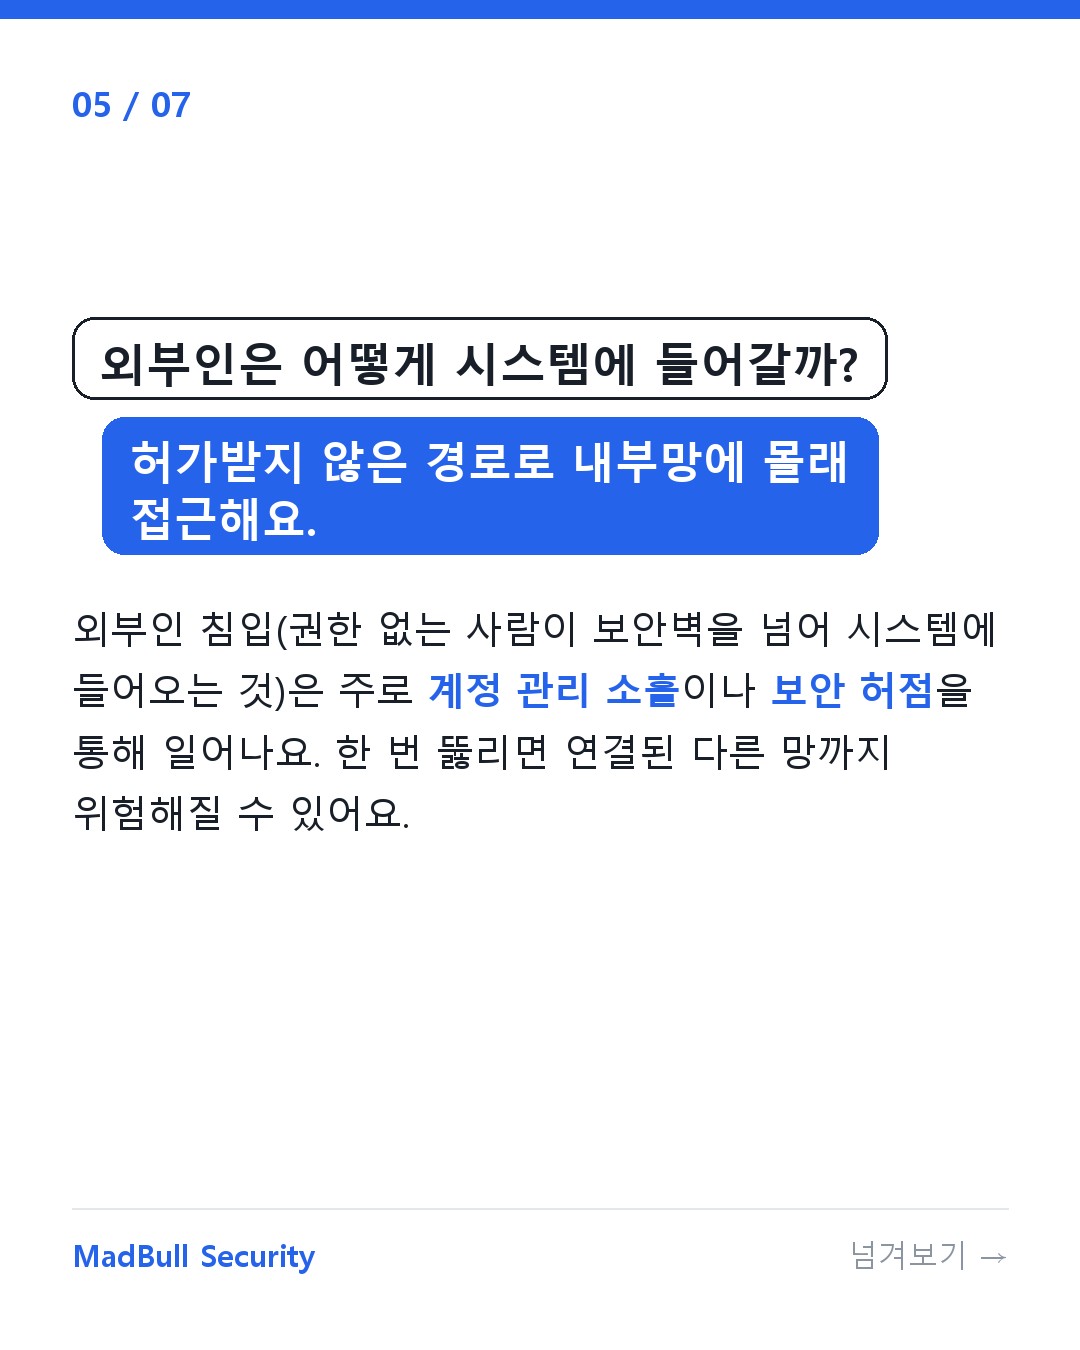 05 / 07
외부인은 어떻게 시스템에 들어갈까?
허가받지 않은 경로로 내부망에 몰래
접근해요.
외부인 침입(권한 없는 사람이 보안벽을 넘어 시스템에
들어오는 것)은 주로 계정 관리 소홀이나 보안 허점을
통해 일어나요. 한 번 뚫리면 연결된 다른 망까지
위험해질 수 있어요.
MadBull Security
넘겨보기 →